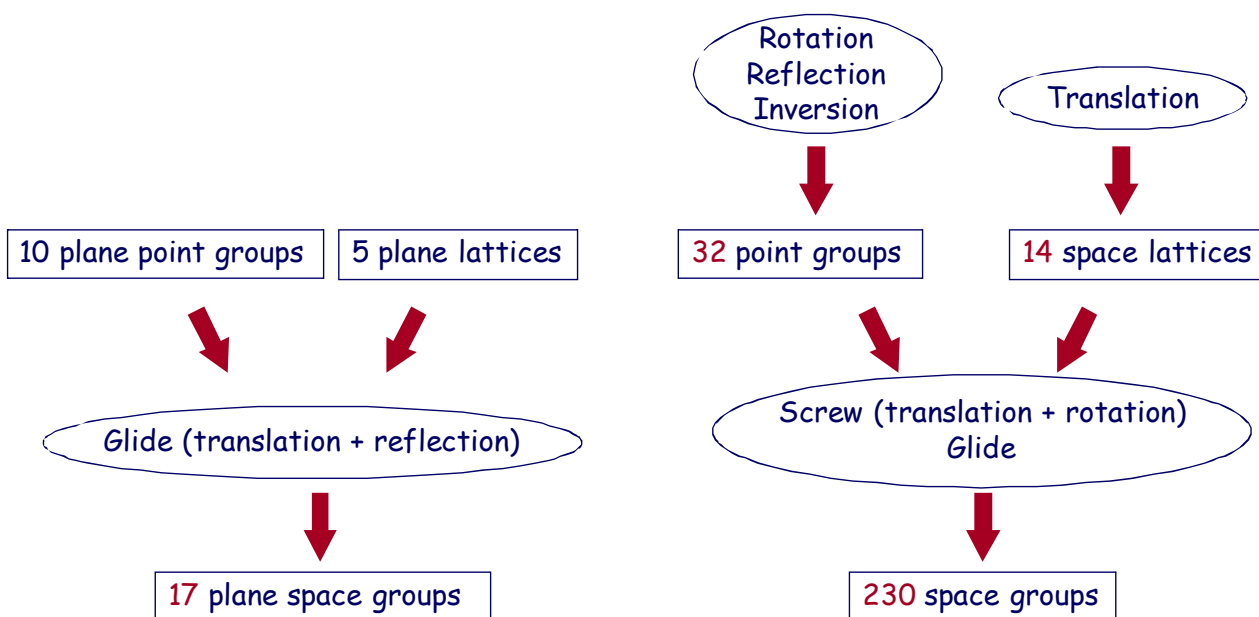 Rotation
Reflection
Inversion
Translation
10 plane point groups
5 plane lattices
32 point groups
14 space lattices
Glide (translation + reflection)
Screw (translation + rotation)
Glide
17 plane space groups
230 space groups